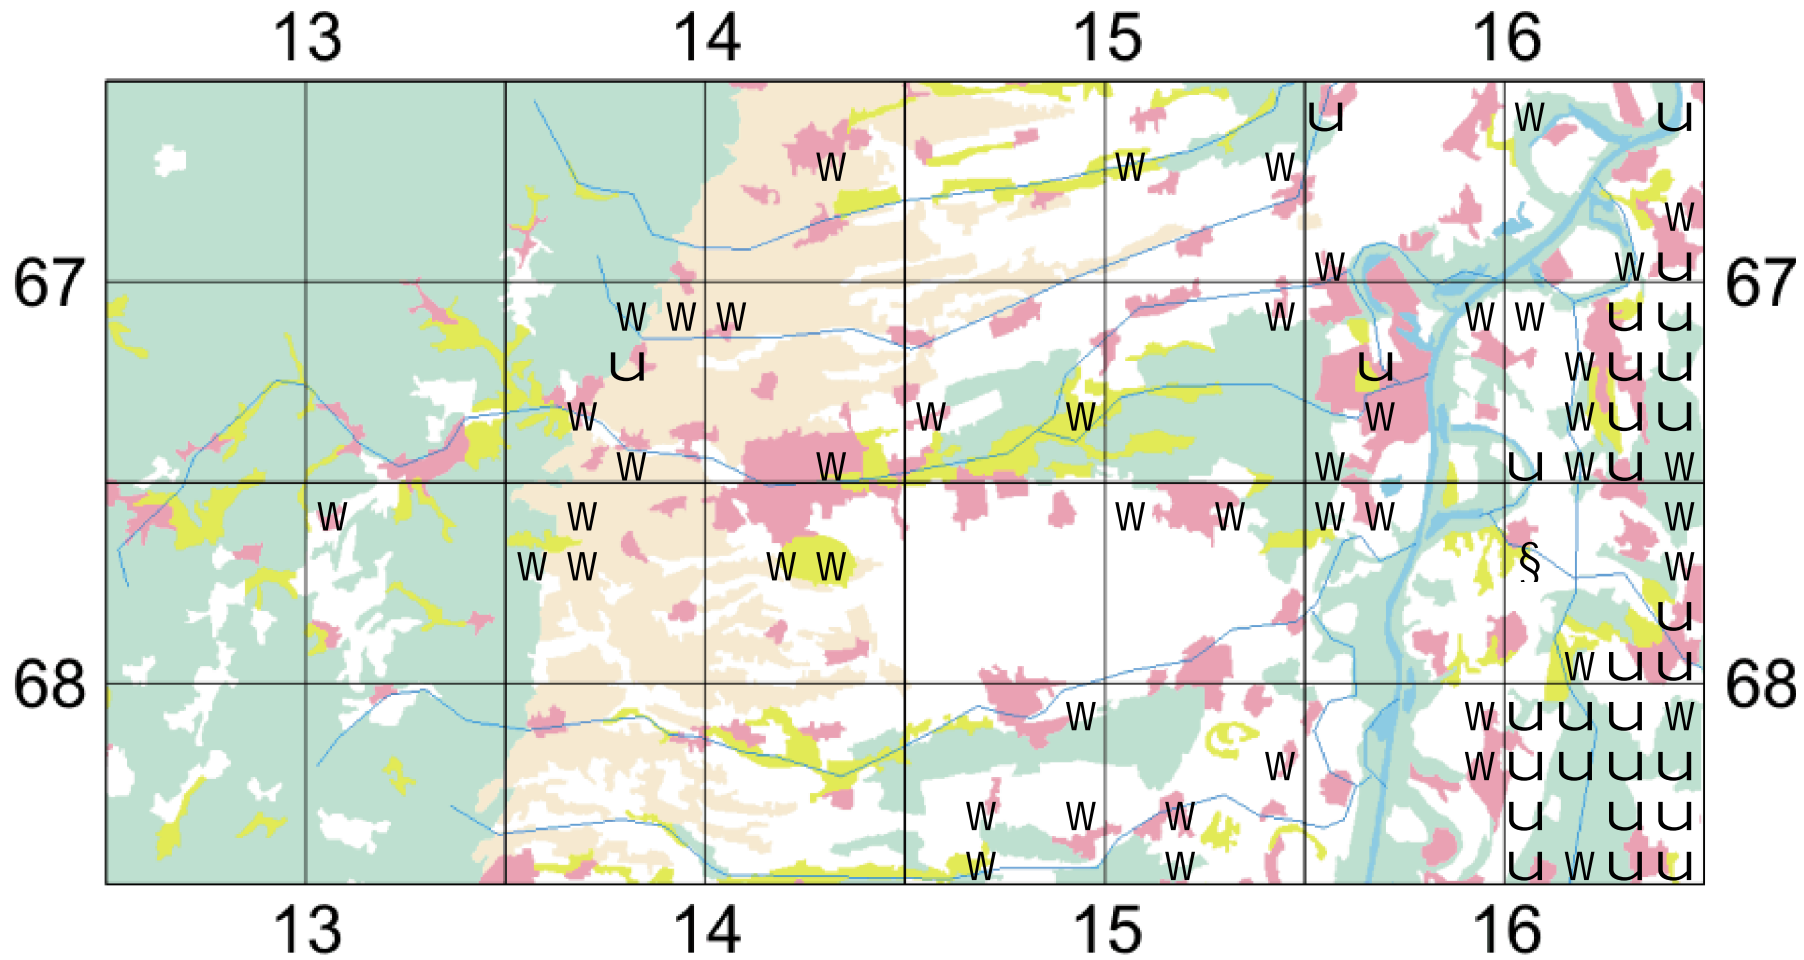 13 14 15 16
u w u
w w w
w
67 w w u 67
w w w w w w u u
u u w u u
w w w w w u u
w w w u w u w
w w w w w w w
w w w w § w
u
68 w u u 68
w w u u u w
w w u u u u
w w w u u u
w w u w u u
13 14 15 16